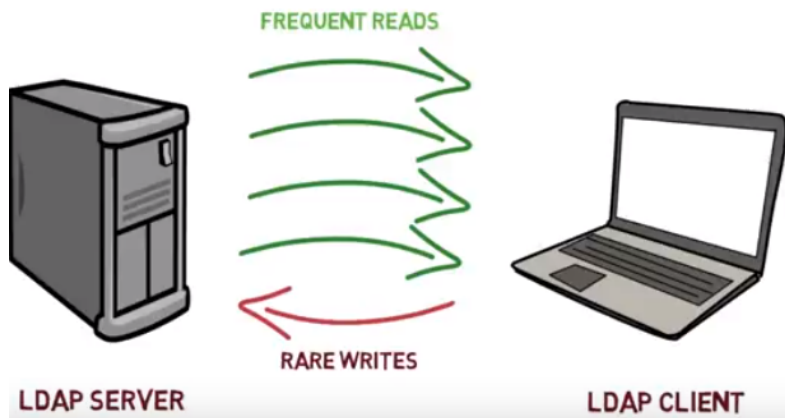 FREQUENT READS
RARE WRITES
LDAP SERVER
LDAP CLIENT